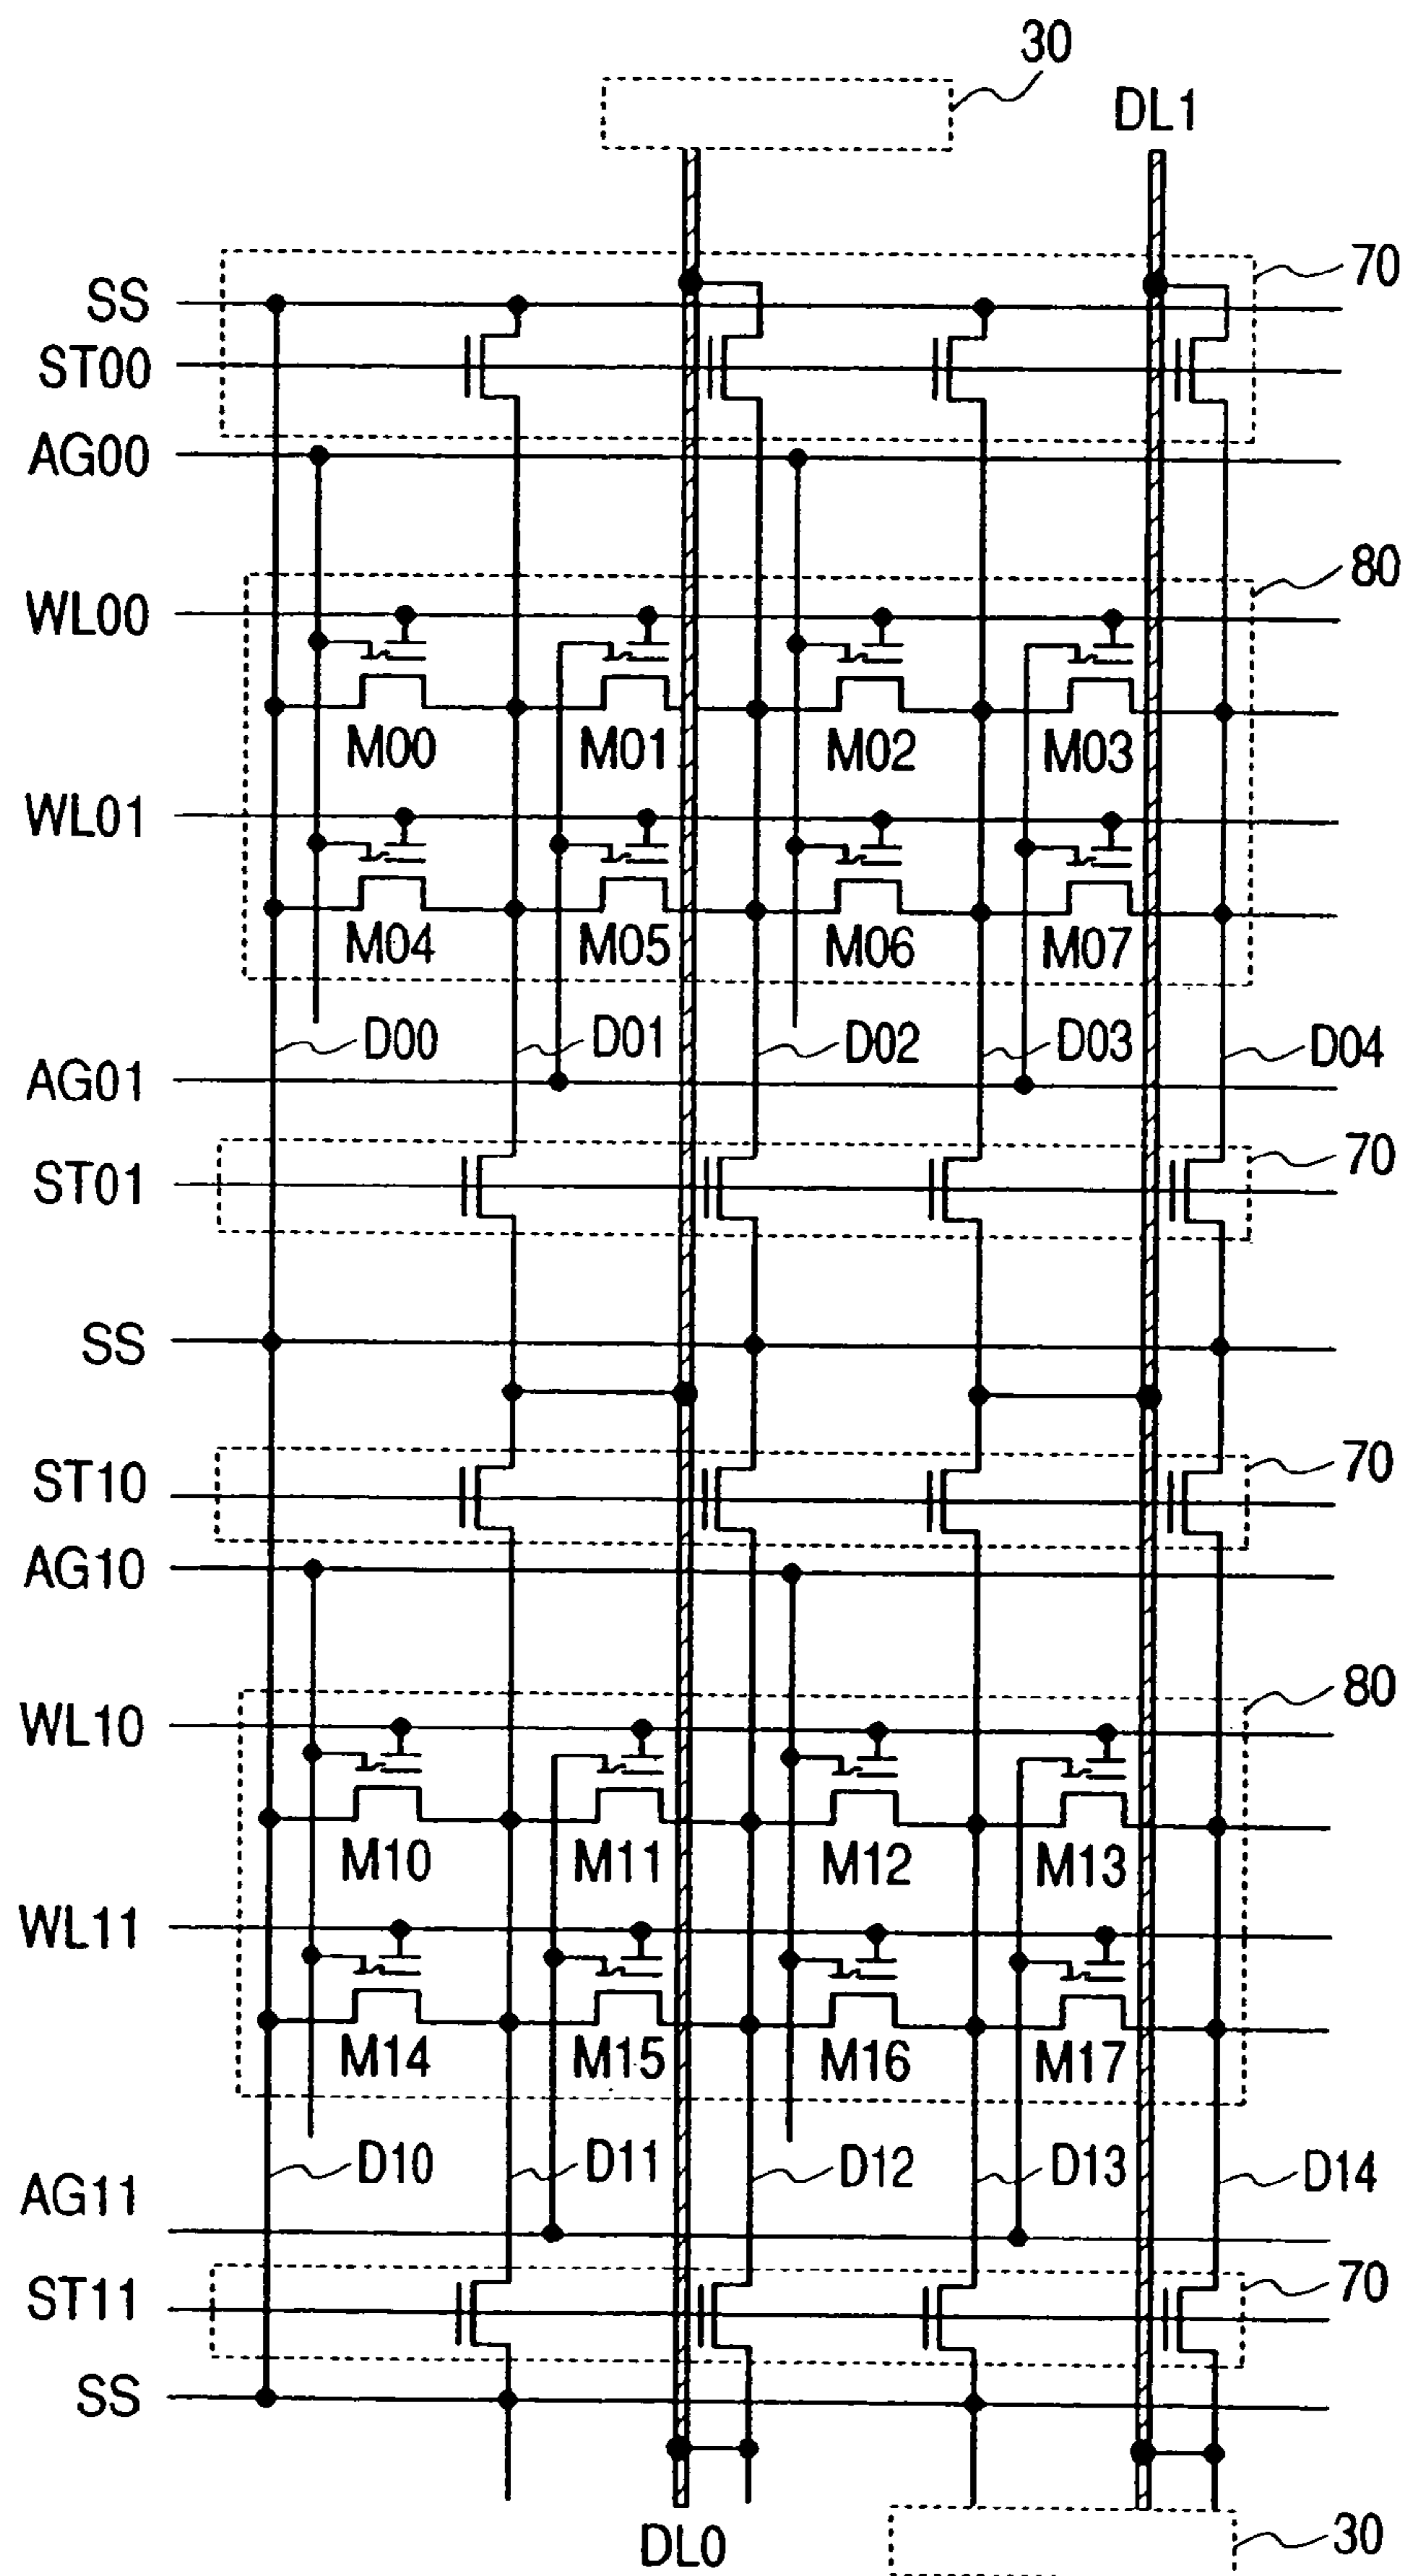 30
DL1
70
SS
ST00
AG00
80
WL00
M00 M01 M02 M03
WL01
M04 M05 M06 M07
D00 D01 D02 D03 D04
AG01
70
ST01
SS
70
ST10
AG10
80
WL10
M10 M11 M12 M13
WL11
M14 M15 M16 M17
D10 D11 D12 D13 D14
AG11
70
ST11
SS
DL0
30